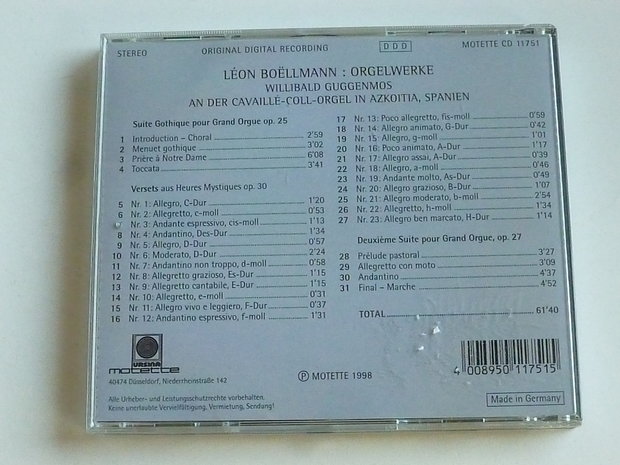 STEREO ORIGINAL DIGITAL RECORDING DDD MOTETTE CD 11751
LÉON BOËLLMANN : ORGELWERKE
WILLIBALD GUGGENMOS
AN DER CAVAILLÉ-COLL-ORGEL IN AZKOITIA, SPANIEN
Suite Gothique pour Grand Orgue op. 25
1 Introduction – Choral 2'59
2 Menuet gothique 3'02
3 Prière à Notre Dame 6'08
4 Toccata 3'41
Versets aus Heures Mystiques op. 30
5 Nr. 1: Allegro, C-Dur 1'20
6 Nr. 2: Allegretto, c-moll 0'53
7 Nr. 3: Andante espressivo, cis-moll 1'13
8 Nr. 4: Andantino, Des-Dur 1'34
9 Nr. 5: Allegro, D-Dur 0'57
10 Nr. 6: Moderato, D-Dur 2'24
11 Nr. 7: Andantino non troppo, d-moll 0'58
12 Nr. 8: Allegretto grazioso, Es-Dur 1'15
13 Nr. 9: Allegretto cantabile, E-Dur 1'15
14 Nr. 10: Allegretto, e-moll 0'31
15 Nr. 11: Allegro vivo e leggiero, F-Dur 0'37
16 Nr. 12: Andantino espressivo, f-moll 1'31
17 Nr. 13: Poco allegretto, fis-moll 0'59
18 Nr. 14: Allegro animato, G-Dur 0'42
19 Nr. 15: Allegro, g-moll 1'01
20 Nr. 16: Poco animato, A-Dur 1'17
21 Nr. 17: Allegro assai, A-Dur 0'39
22 Nr. 18: Allegro, a-moll 0'46
23 Nr. 19: Andante molto, As-Dur 0'49
24 Nr. 20: Allegro grazioso, B-Dur 1'07
25 Nr. 21: Allegro moderato, b-moll 2'54
26 Nr. 22: Allegretto, h-moll 1'34
27 Nr. 23: Allegro ben marcato, H-Dur 1'14
Deuxième Suite pour Grand Orgue, op. 27
28 Prélude pastoral 3'27
29 Allegretto con moto 3'09
30 Andantino 4'37
31 Final – Marche 4'52
TOTAL 61'40
URSINA
motette
40474 Düsseldorf, Niederrheinstraße 142
Alle Urheber- und Leistungsschutzrechte vorbehalten.
Keine unerlaubte Vervielfältigung, Vermietung, Sendung!
Ⓟ MOTETTE 1998
4 008950 117515
Made in Germany